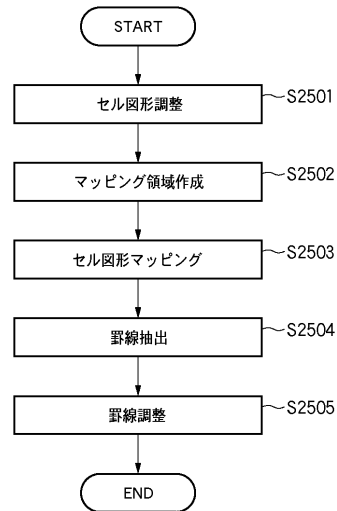 START
セル図形調整
S2501
マッピング領域作成
S2502
セル図形マッピング
S2503
罫線抽出
S2504
罫線調整
S2505
END